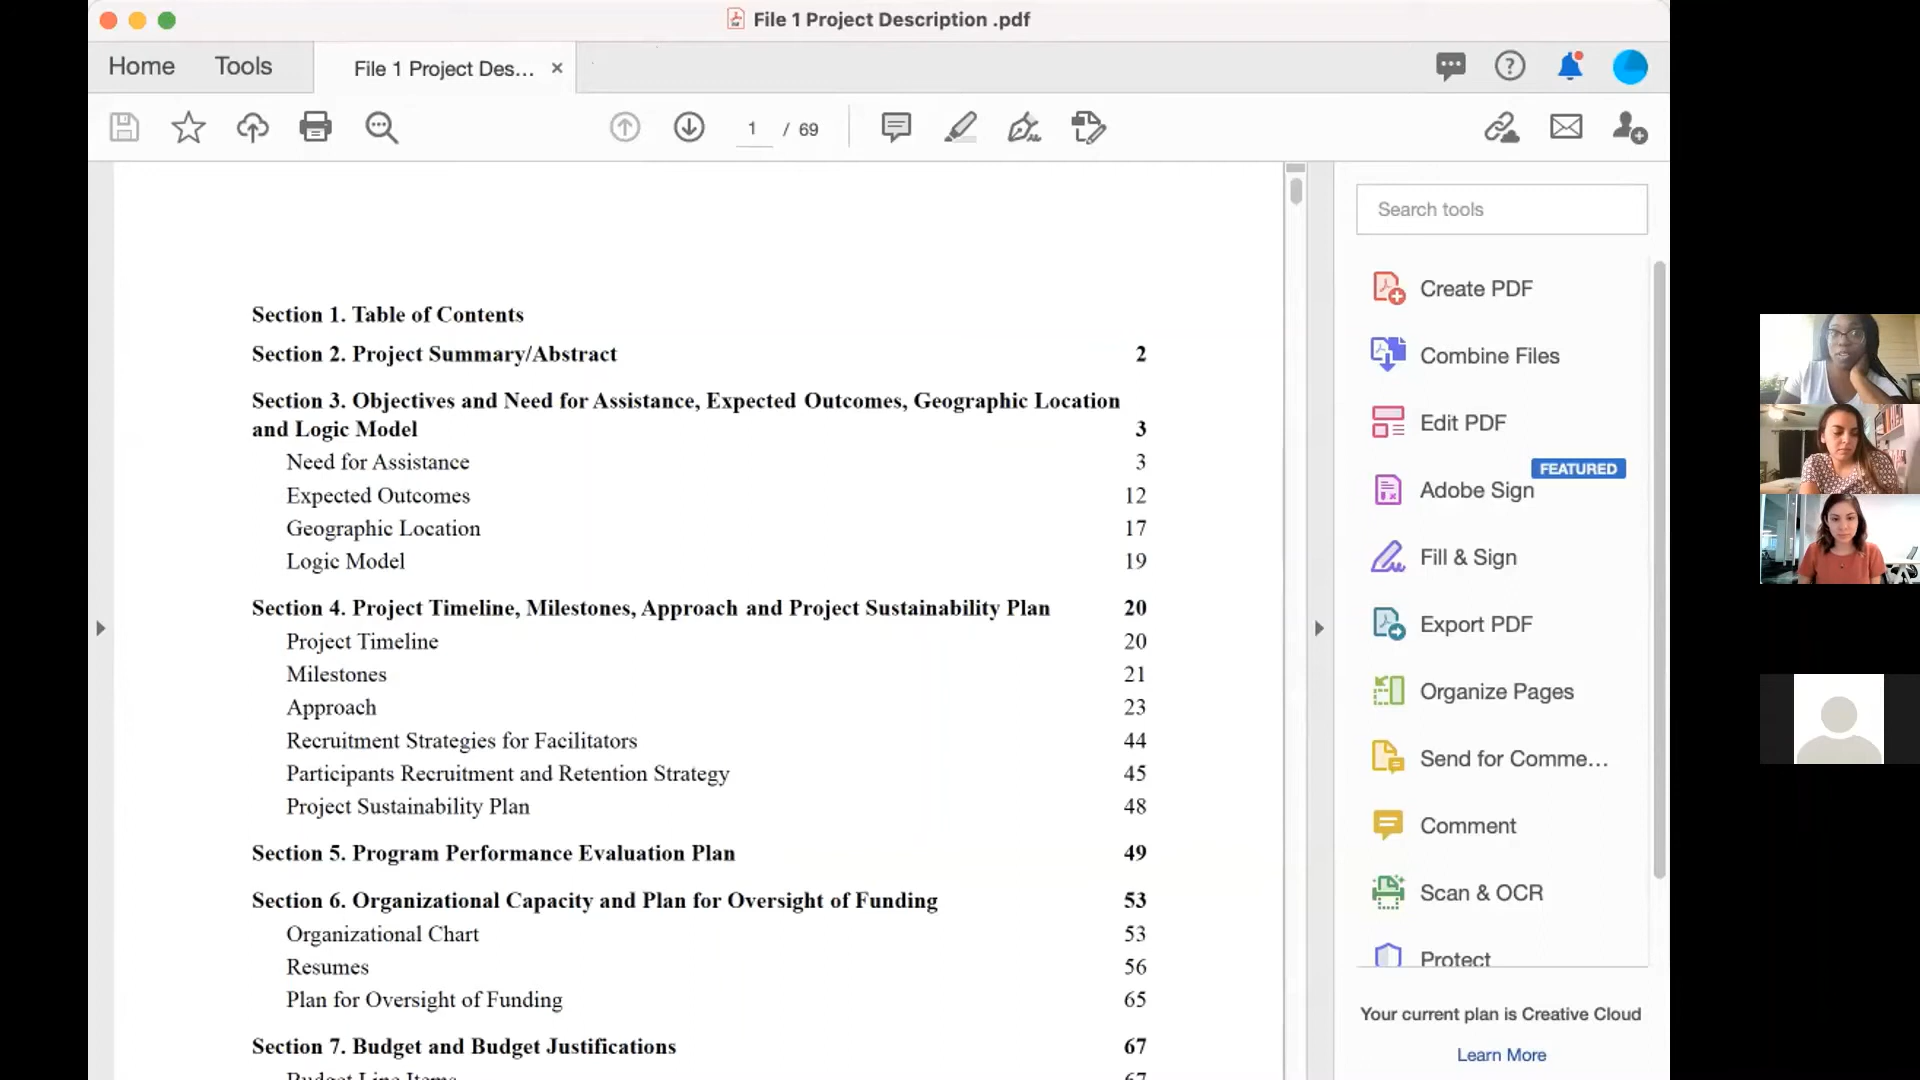 File 1 Project Description .pdf
Home Tools File 1 Project Des... ×
1 / 69
Search tools
Section 1. Table of Contents
Section 2. Project Summary/Abstract 2
Section 3. Objectives and Need for Assistance, Expected Outcomes, Geographic Location
and Logic Model 3
Need for Assistance 3
Expected Outcomes 12
Geographic Location 17
Logic Model 19
Section 4. Project Timeline, Milestones, Approach and Project Sustainability Plan 20
Project Timeline 20
Milestones 21
Approach 23
Recruitment Strategies for Facilitators 44
Participants Recruitment and Retention Strategy 45
Project Sustainability Plan 48
Section 5. Program Performance Evaluation Plan 49
Section 6. Organizational Capacity and Plan for Oversight of Funding 53
Organizational Chart 53
Resumes 56
Plan for Oversight of Funding 65
Section 7. Budget and Budget Justifications 67
Budget Line Items 67
Create PDF
Combine Files
Edit PDF
FEATURED
Adobe Sign
Fill & Sign
Export PDF
Organize Pages
Send for Comme...
Comment
Scan & OCR
Protect
Your current plan is Creative Cloud
Learn More